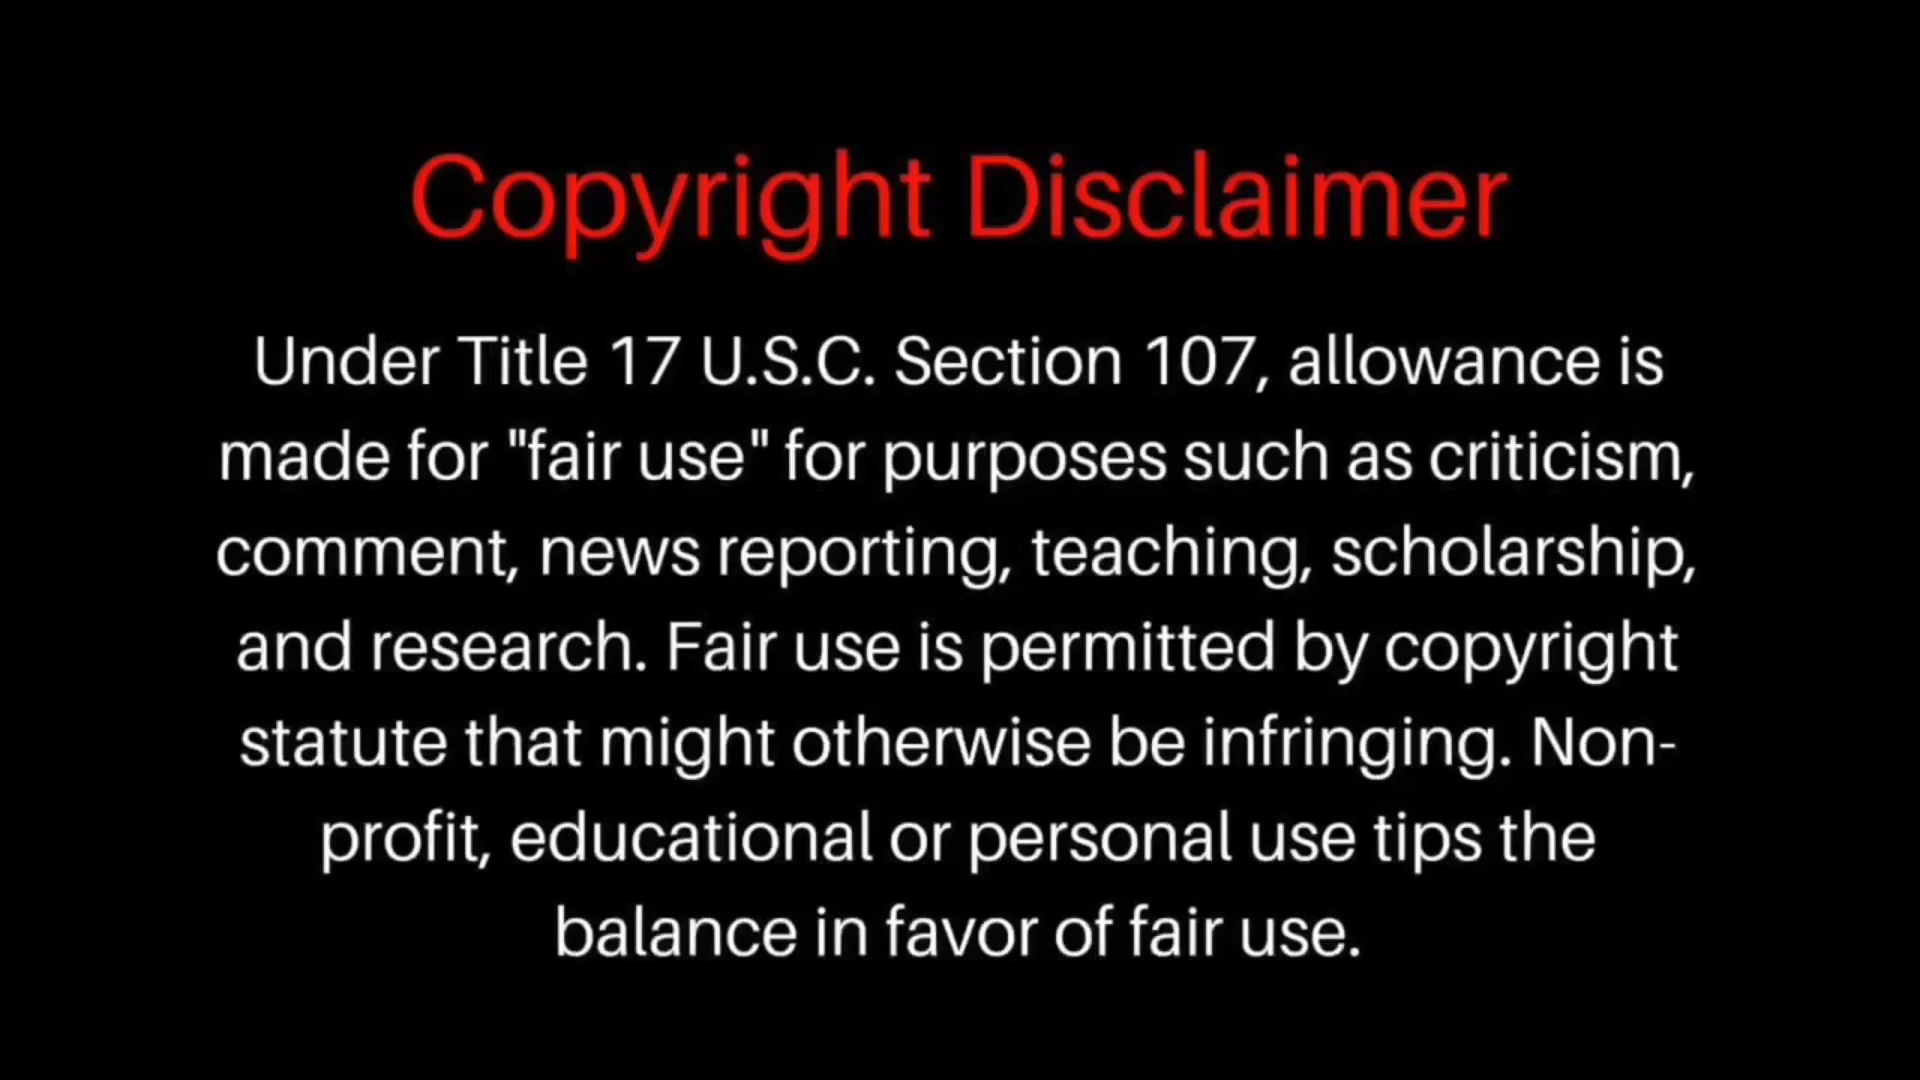 Copyright Disclaimer
Under Title 17 U.S.C. Section 107, allowance is
made for "fair use" for purposes such as criticism,
comment, news reporting, teaching, scholarship,
and research. Fair use is permitted by copyright
statute that might otherwise be infringing. Non-
profit, educational or personal use tips the
balance in favor of fair use.